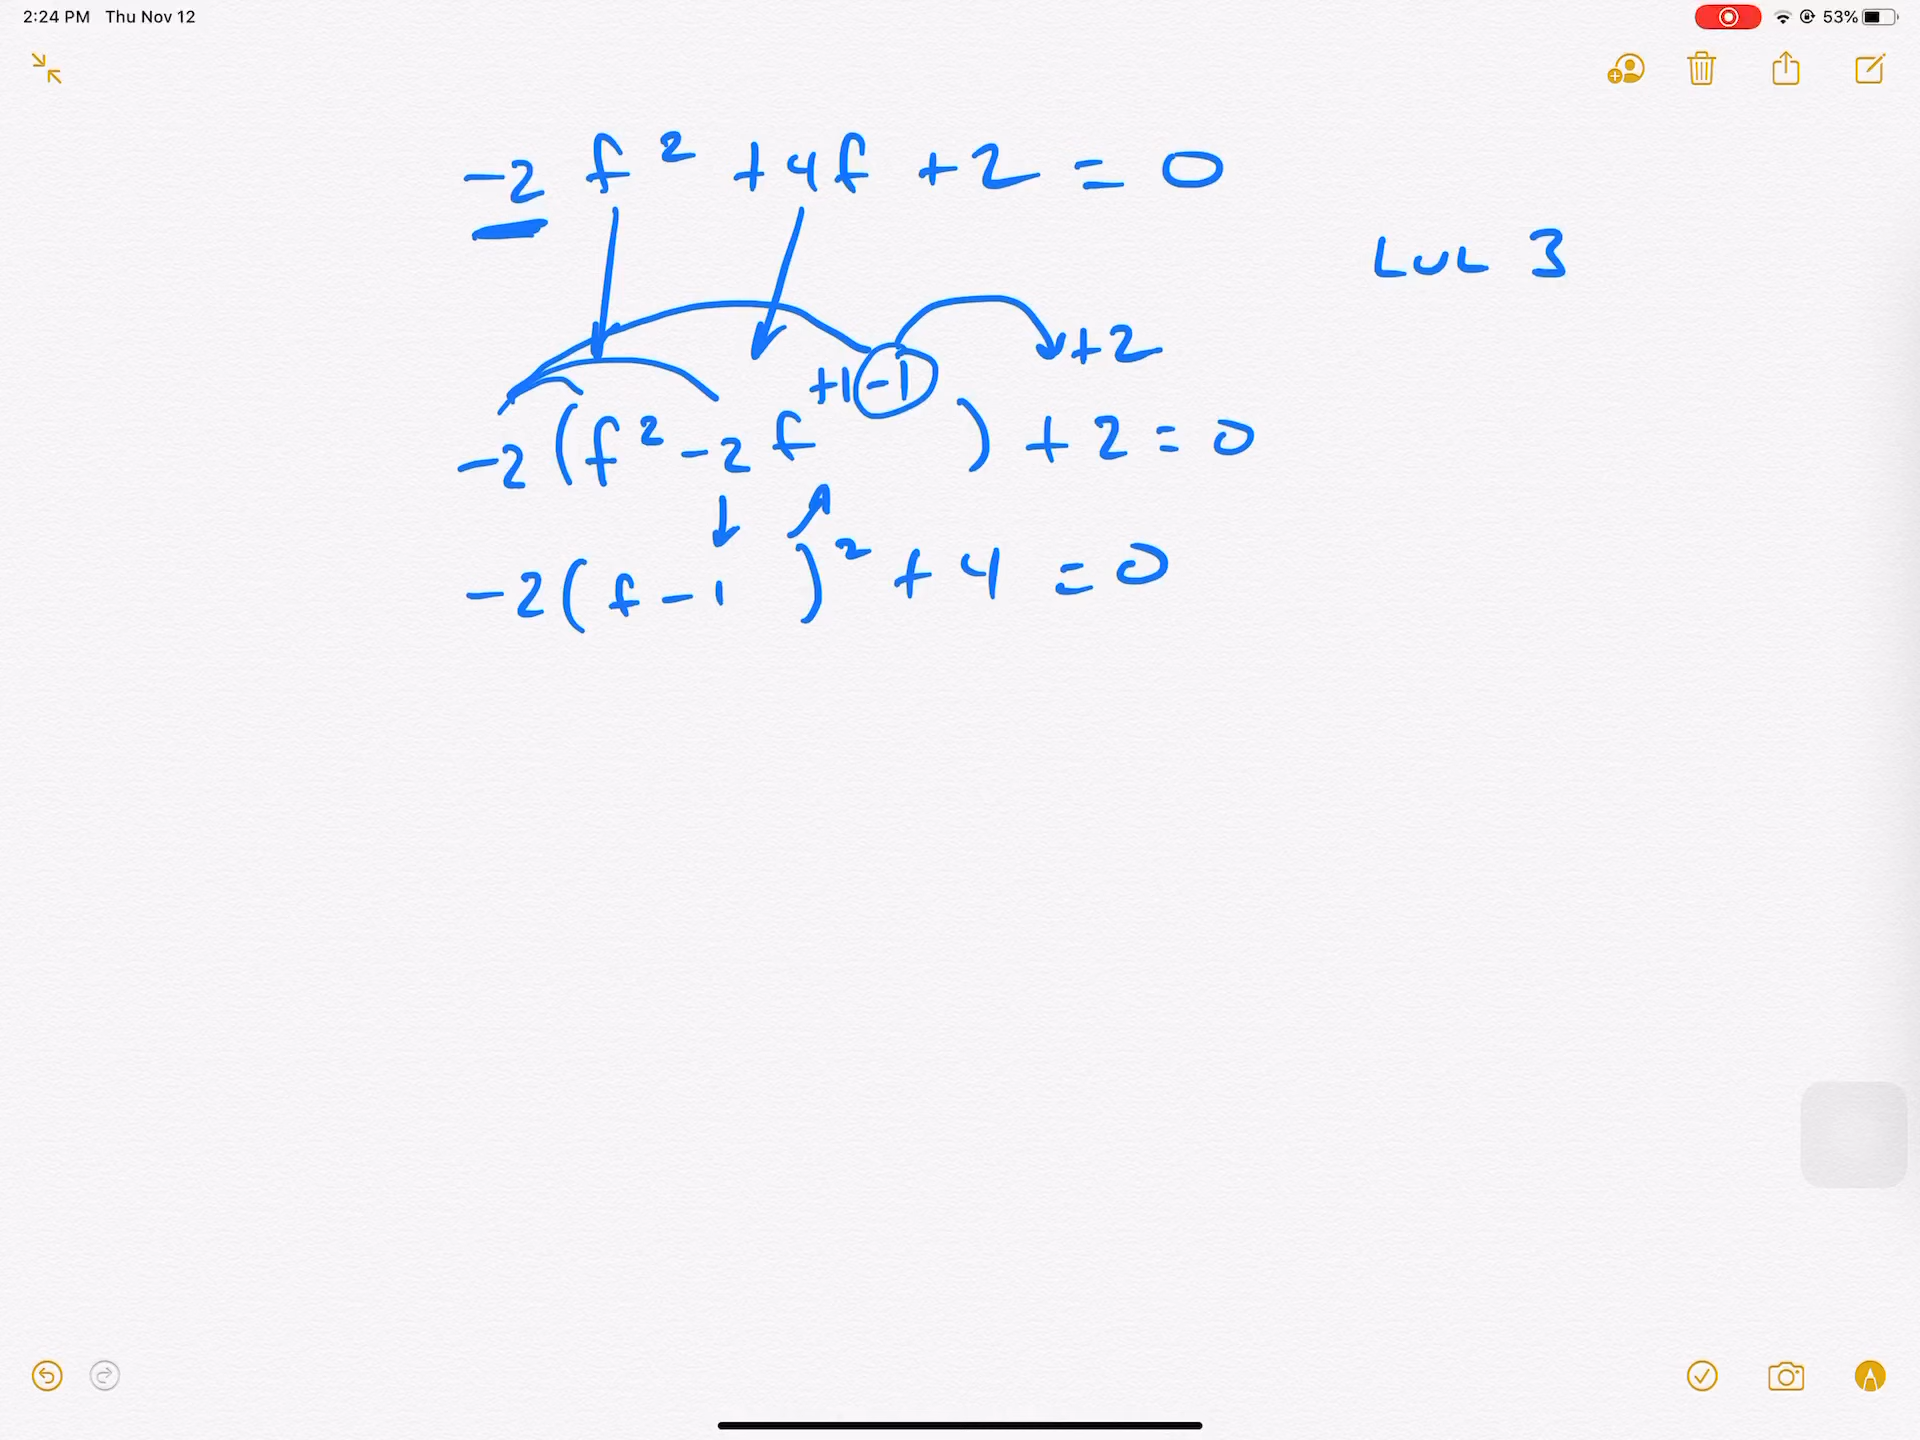 2:24 PM Thu Nov 12
53%
-2 f² +4f +2 = 0
LVL 3
+2
+1 -1
-2 (f² -2 f ) +2 = 0
-2 ( f -1 )² +4 = 0